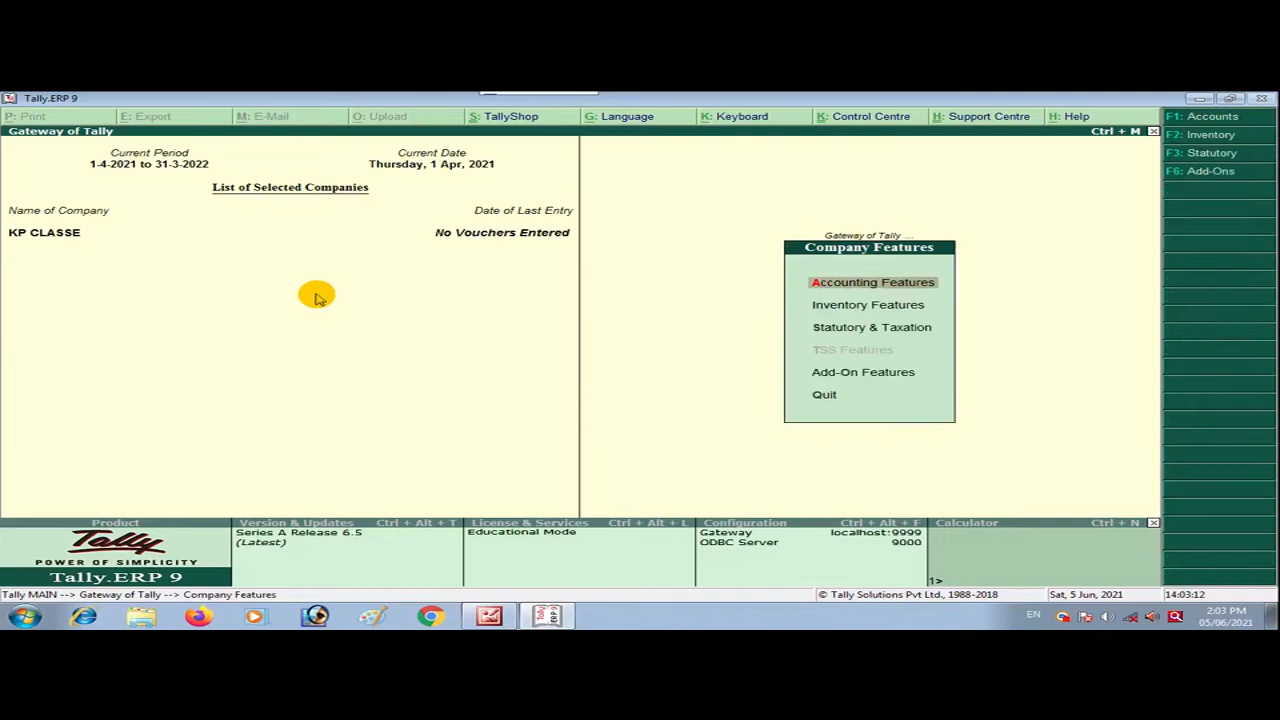 Tally.ERP 9
P: Print E: Export M: E-Mail O: Upload S: TallyShop G: Language K: Keyboard K: Control Centre H: Support Centre H: Help
F1: Accounts
F2: Inventory
F3: Statutory
F6: Add-Ons
Gateway of Tally Ctrl + M
Current Period Current Date
1-4-2021 to 31-3-2022 Thursday, 1 Apr, 2021
List of Selected Companies
Name of Company Date of Last Entry
KP CLASSE No Vouchers Entered
Gateway of Tally ....
Company Features
Accounting Features
Inventory Features
Statutory & Taxation
TSS Features
Add-On Features
Quit
Product
Tally
POWER OF SIMPLICITY
Tally.ERP 9
Version & Updates Ctrl + Alt + T
Series A Release 6.5
(Latest)
License & Services Ctrl + Alt + L
Educational Mode
Configuration Ctrl + Alt + F
Gateway localhost:9999
ODBC Server 9000
Calculator Ctrl + N
1>
Tally MAIN --> Gateway of Tally --> Company Features © Tally Solutions Pvt Ltd., 1988-2018 Sat, 5 Jun, 2021 14:03:12
Tally ERP 9
EN 2:03 PM
05/06/2021